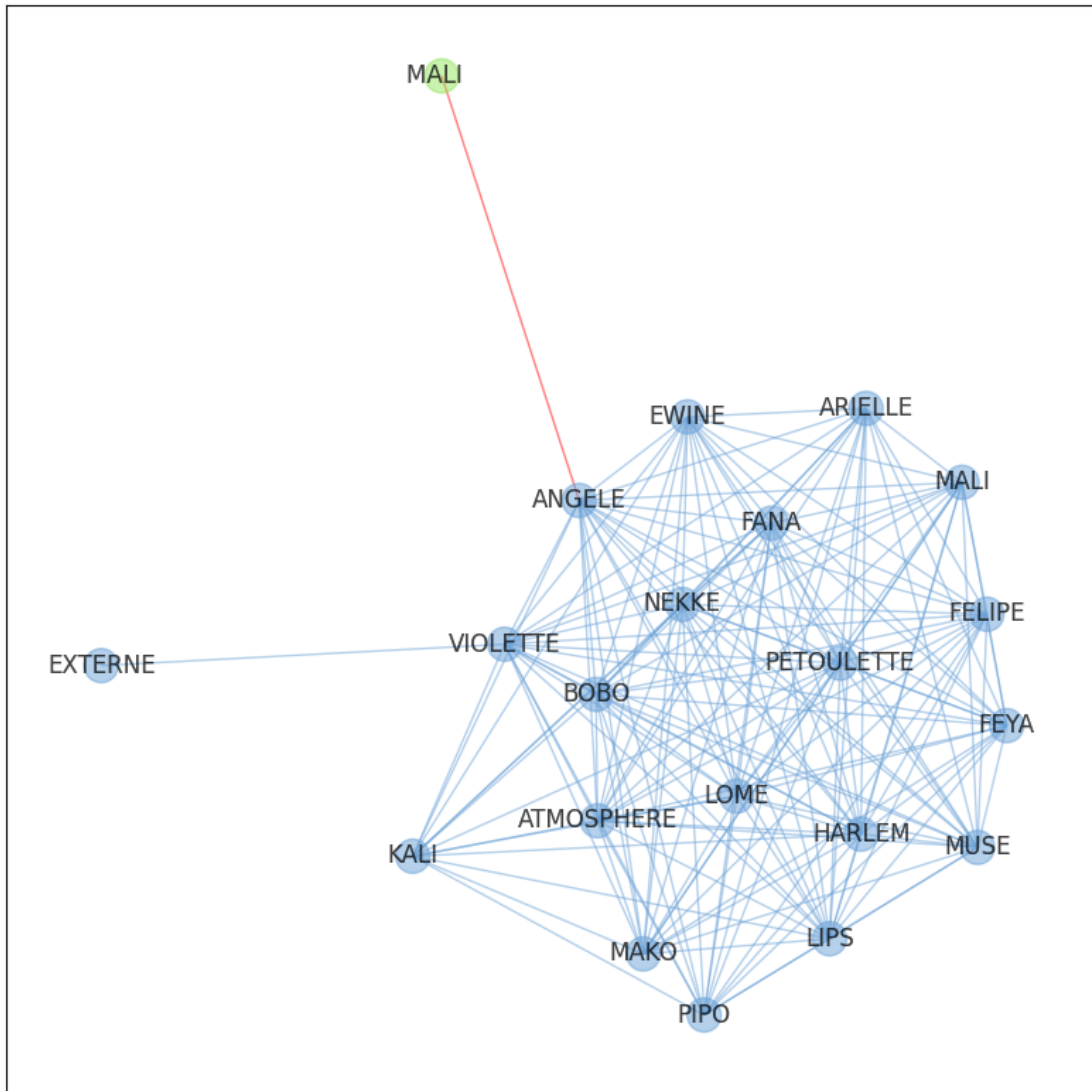 MALI
EWINE
ARIELLE
MALI
ANGELE
FANA
NEKKE
FELIPE
VIOLETTE
EXTERNE
PETOULETTE
BOBO
FEYA
LOME
ATMOSPHERE
HARLEM
MUSE
KALI
LIPS
MAKO
PIPO